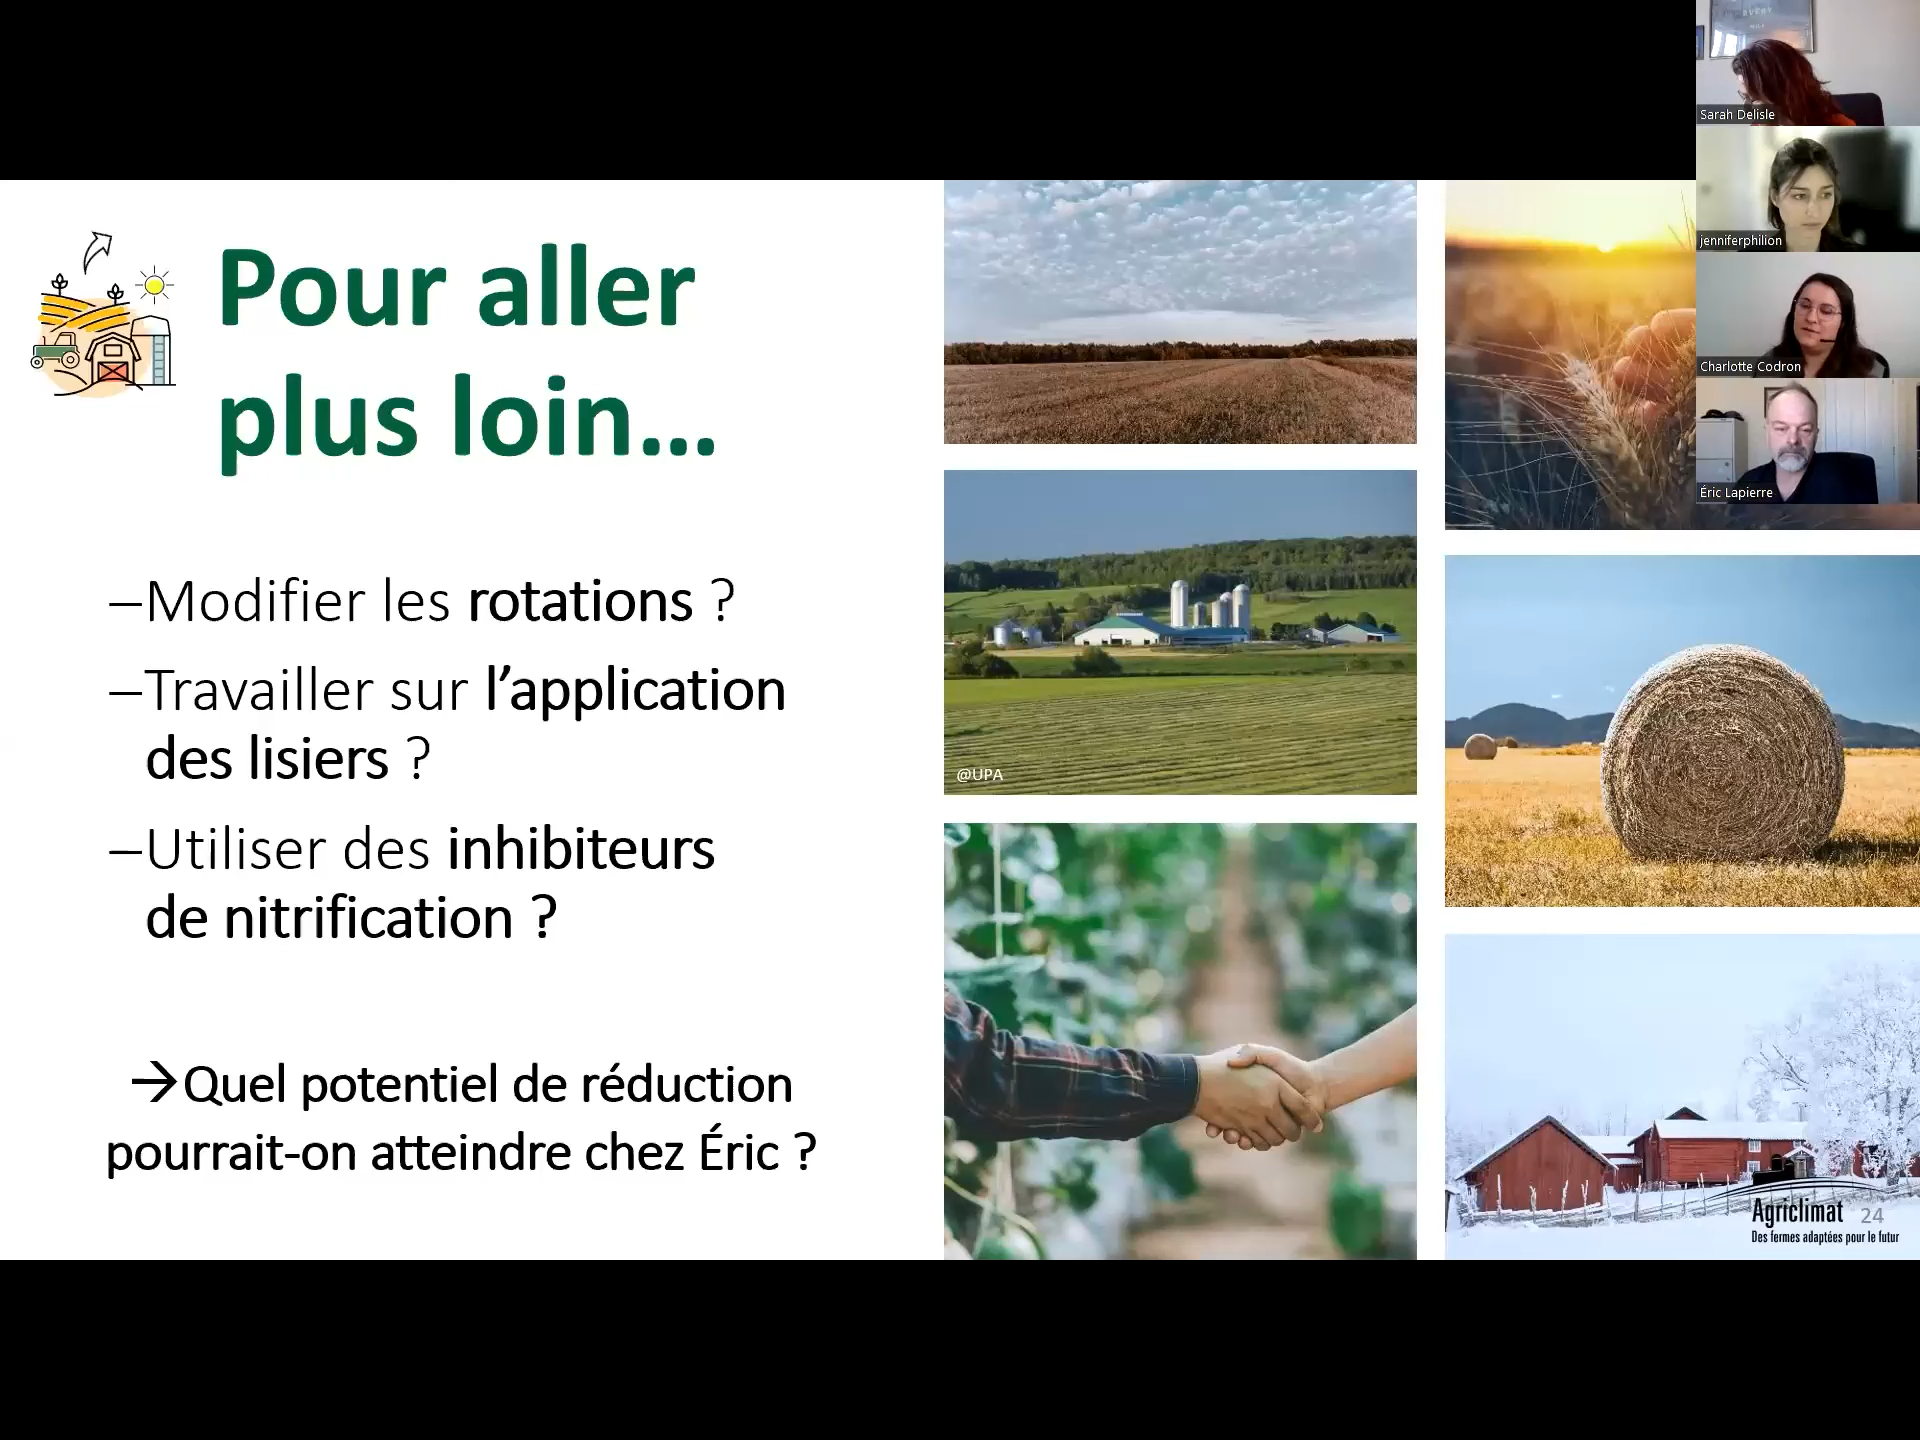 Sarah Delisle
jenniferphilion
Charlotte Codron
Éric Lapierre
Pour aller
plus loin...
–Modifier les rotations ?
–Travailler sur l’application
des lisiers ?
–Utiliser des inhibiteurs
de nitrification ?
→Quel potentiel de réduction
pourrait-on atteindre chez Éric ?
@UPA
Agriclimat
24
Des fermes adaptées pour le futur